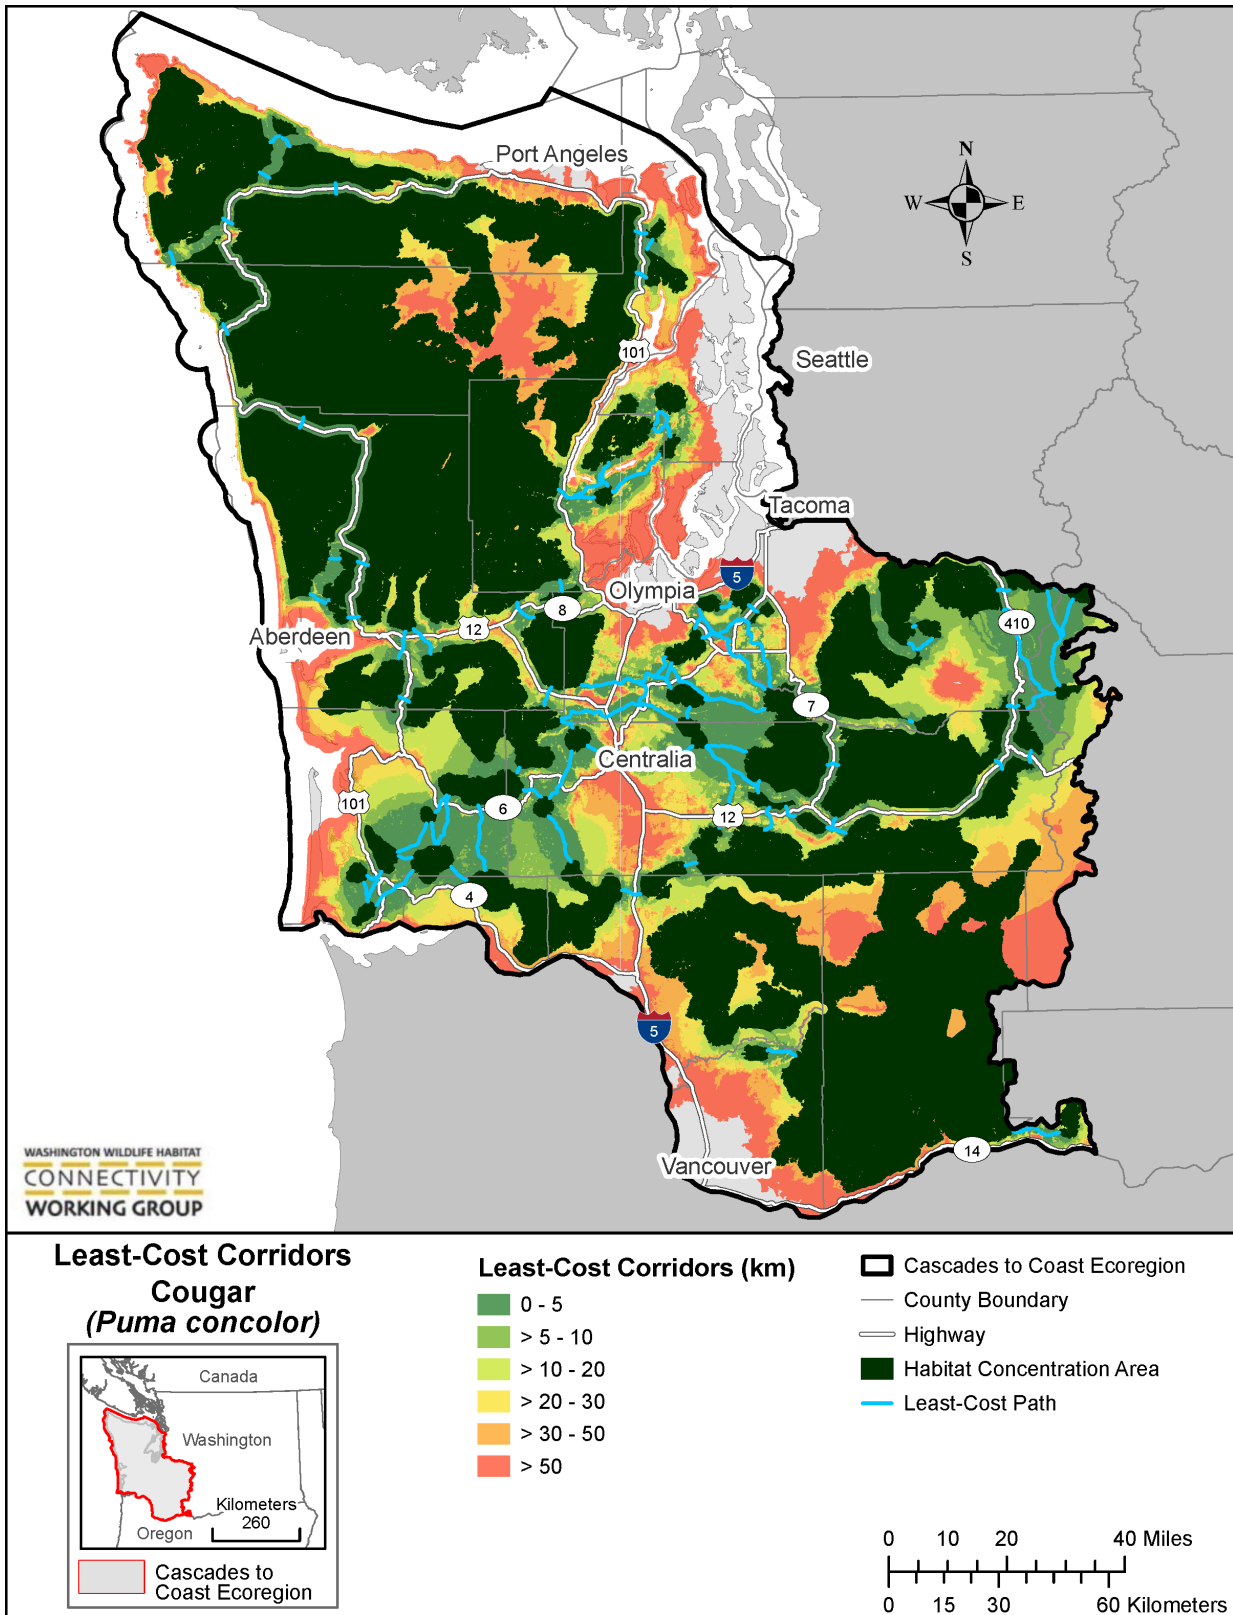 Port Angeles
N
W
E
S
101
Seattle
Tacoma
5
Olympia
8
410
12
Aberdeen
7
Centralia
101
6
12
4
5
14
Vancouver
WASHINGTON WILDLIFE HABITAT
CONNECTIVITY
WORKING GROUP
Least-Cost Corridors
Cougar
(Puma concolor)
Canada
Washington
Kilometers
260
Oregon
Cascades to
Coast Ecoregion
Least-Cost Corridors (km)
0 - 5
> 5 - 10
> 10 - 20
> 20 - 30
> 30 - 50
> 50
Cascades to Coast Ecoregion
County Boundary
Highway
Habitat Concentration Area
Least-Cost Path
0 10 20 40 Miles
0 15 30 60 Kilometers